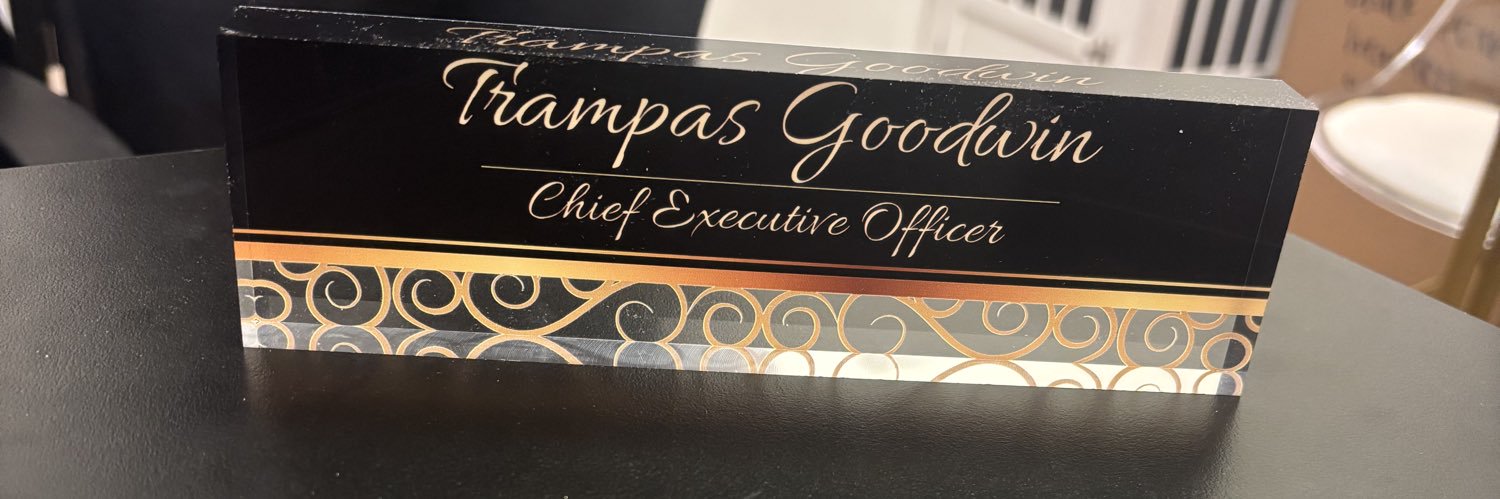 Trampas Goodwin
Chief Executive Officer